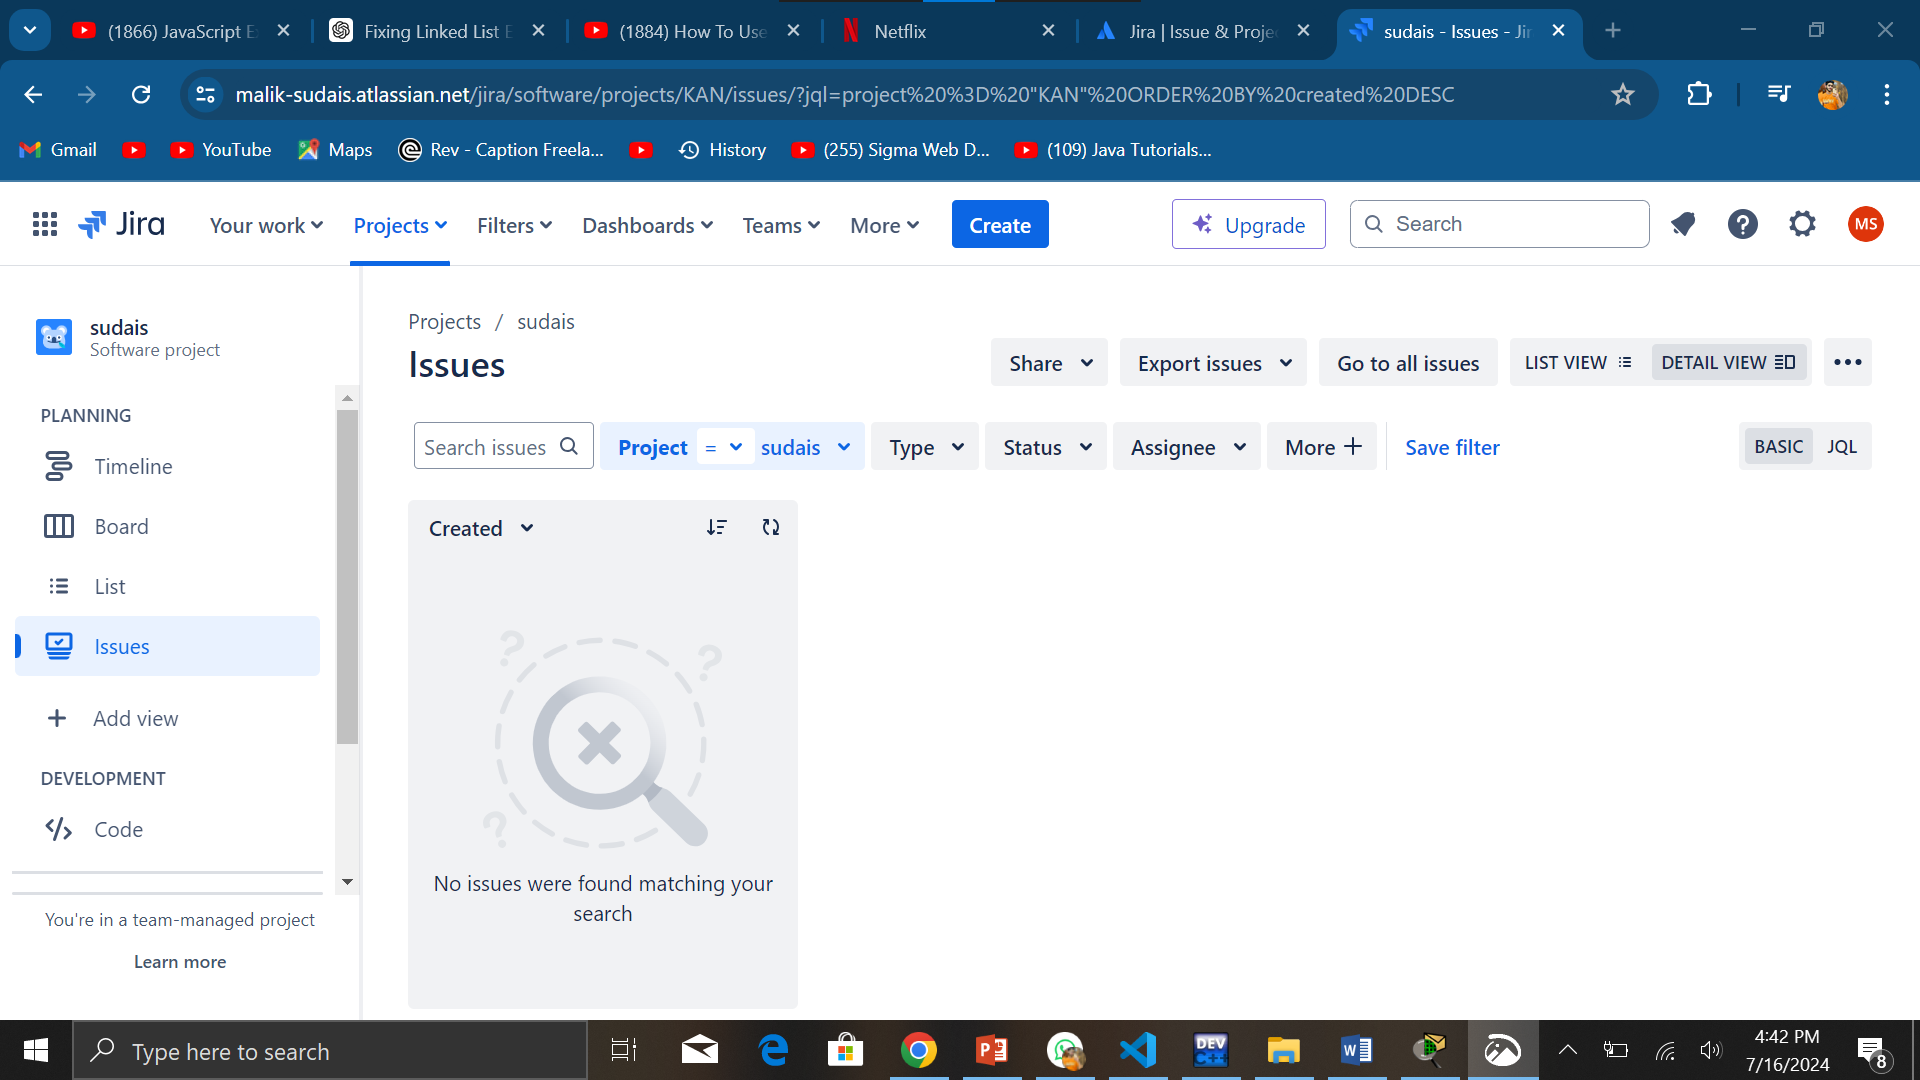 (1866) JavaScript E
Fixing Linked List E
(1884) How To Use
Netflix
Jira | Issue & Projec
sudais - Issues - Jir
malik-sudais.atlassian.net/jira/software/projects/KAN/issues/?jql=project%20%3D%20"KAN"%20ORDER%20BY%20created%20DESC
Gmail
YouTube
Maps
Rev - Caption Freela...
History
(255) Sigma Web D...
(109) Java Tutorials...
Jira
Your work
Projects
Filters
Dashboards
Teams
More
Create
Upgrade
Search
MS
sudais
Software project
PLANNING
Timeline
Board
List
Issues
Add view
DEVELOPMENT
Code
You're in a team-managed project
Learn more
Projects / sudais
Issues
Share
Export issues
Go to all issues
LIST VIEW
DETAIL VIEW
Search issues
Project = sudais
Type
Status
Assignee
More
Save filter
BASIC
JQL
Created
No issues were found matching your
search
Type here to search
DEV
C++
4:42 PM
7/16/2024
8